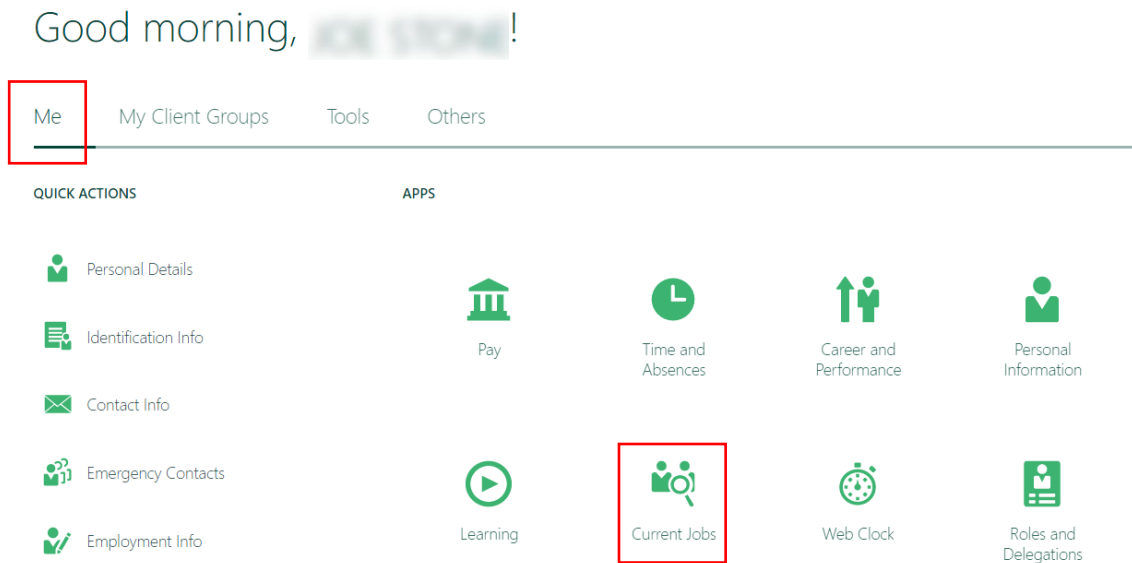 Good morning, JOE STONE!
Me My Client Groups Tools Others
QUICK ACTIONS
Personal Details
Identification Info
Contact Info
Emergency Contacts
Employment Info
APPS
Pay
Time and
Absences
Career and
Performance
Personal
Information
Learning
Current Jobs
Web Clock
Roles and
Delegations